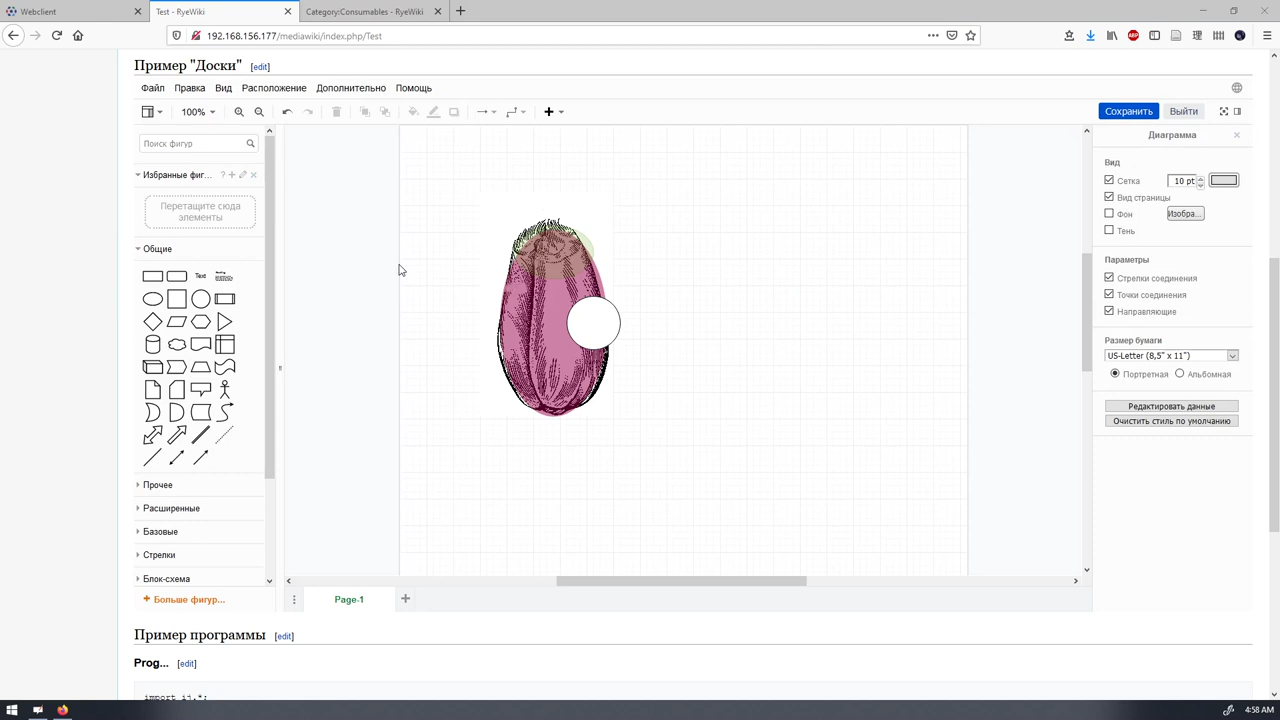 Webclient
Test - RyeWiki
Category:Consumables - RyeWiki
192.168.156.177/mediawiki/index.php/Test
ABP
理
Пример "Доски" [edit]
Файл Правка Вид Расположение Дополнительно Помощь
100%
Сохранить Выйти
Поиск фигур
Избранные фиг... ?
Перетащите сюда
элементы
Общие
Text
Прочее
Расширенные
Базовые
Стрелки
Блок-схема
Больше фигур...
Page-1
Диаграмма
Вид
Сетка 10 pt
Вид страницы
Фон Изобра...
Тень
Параметры
Стрелки соединения
Точки соединения
Направляющие
Размер бумаги
US-Letter (8,5" x 11")
Портретная Альбомная
Редактировать данные
Очистить стиль по умолчанию
Пример программы [edit]
Prog... [edit]
import ij.*;
4:58 AM